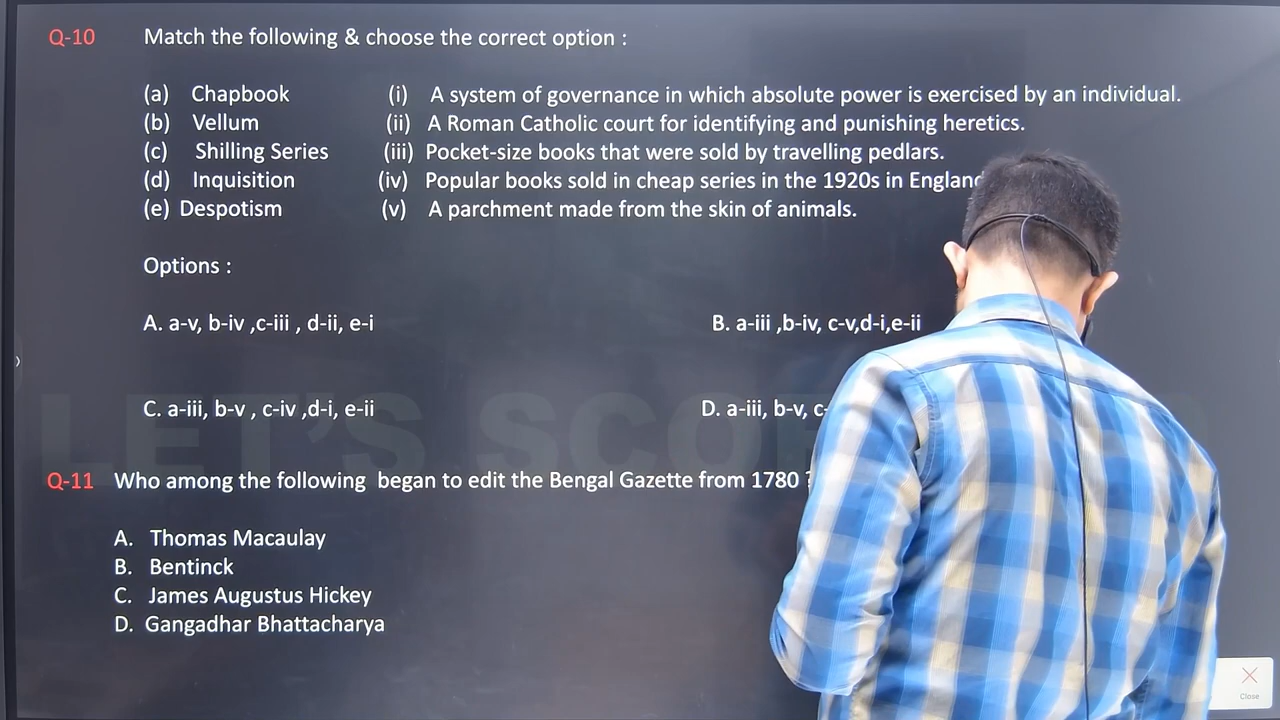 Q-10 Match the following & choose the correct option :
(a) Chapbook (i) A system of governance in which absolute power is exercised by an individual.
(b) Vellum (ii) A Roman Catholic court for identifying and punishing heretics.
(c) Shilling Series (iii) Pocket-size books that were sold by travelling pedlars.
(d) Inquisition (iv) Popular books sold in cheap series in the 1920s in England
(e) Despotism (v) A parchment made from the skin of animals.
Options :
A. a-v, b-iv ,c-iii , d-ii, e-i B. a-iii ,b-iv, c-v,d-i,e-ii
C. a-iii, b-v , c-iv ,d-i, e-ii D. a-iii, b-v, c-
LET'S
Q-11 Who among the following began to edit the Bengal Gazette from 1780 ?
A. Thomas Macaulay
B. Bentinck
C. James Augustus Hickey
D. Gangadhar Bhattacharya
Close